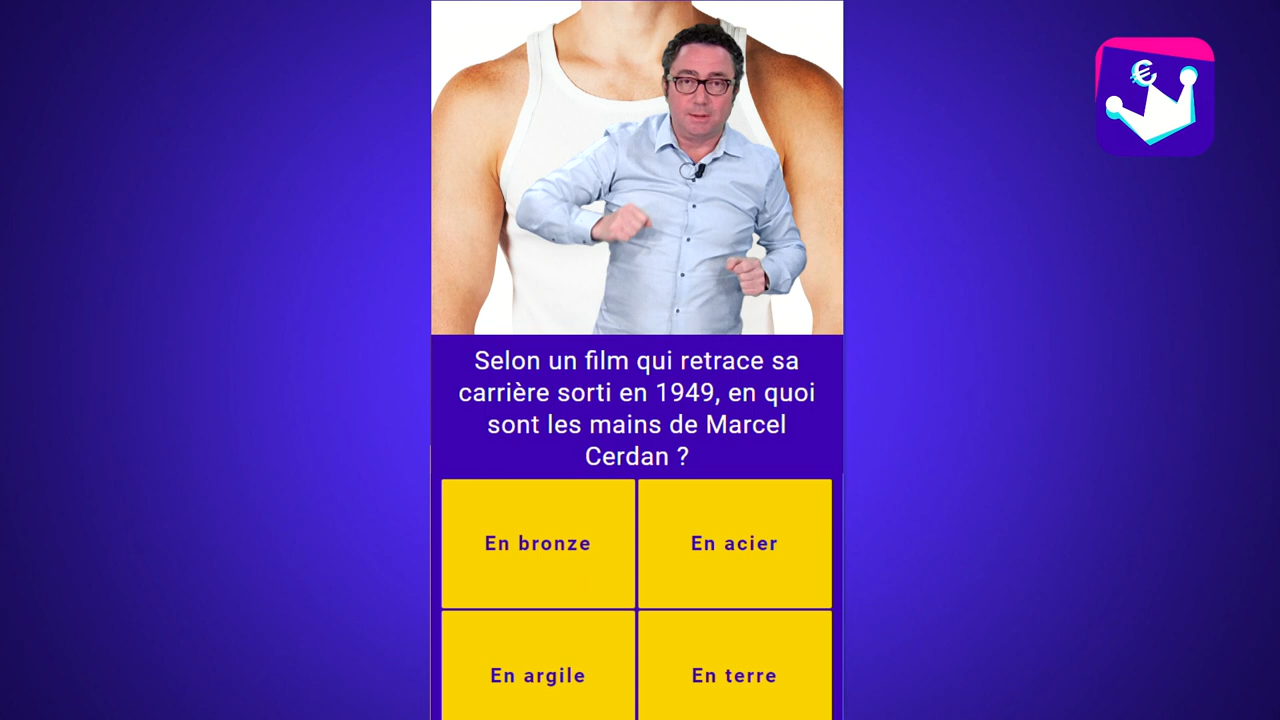 €
Selon un film qui retrace sa
carrière sorti en 1949, en quoi
sont les mains de Marcel
Cerdan ?
En bronze
En acier
En argile
En terre